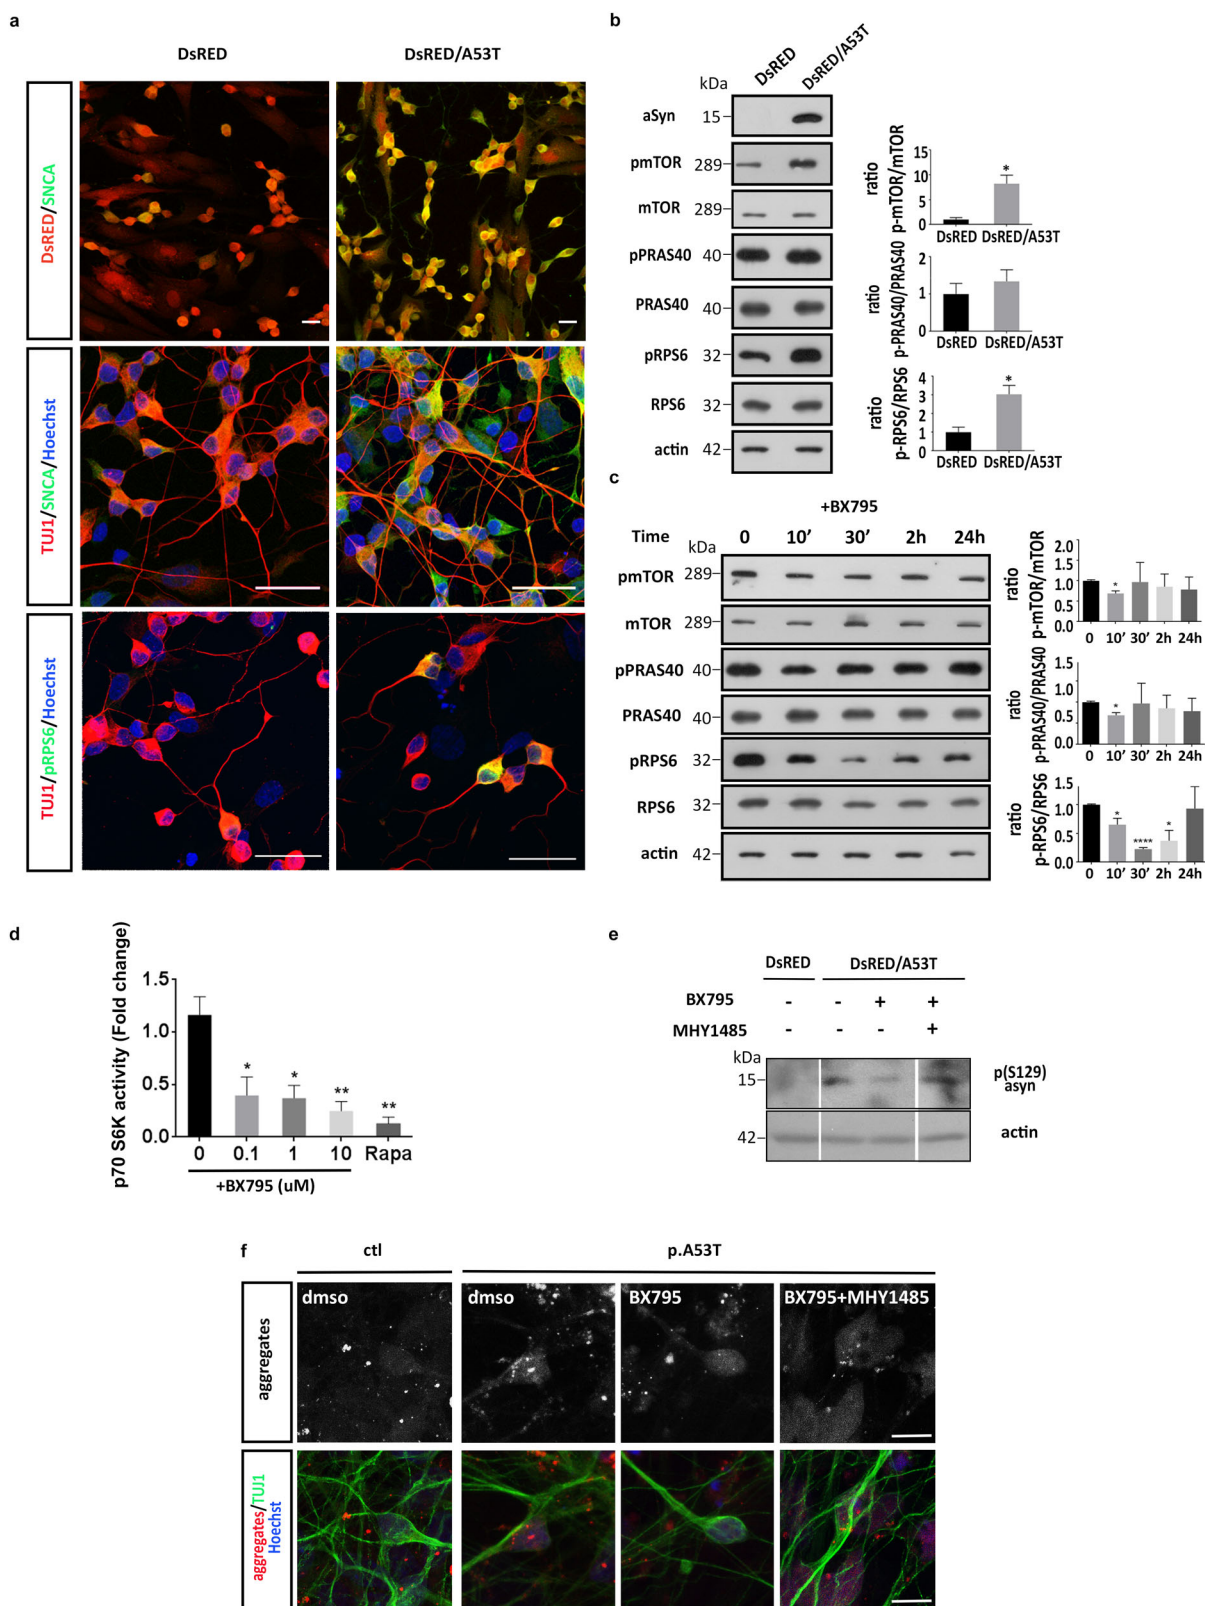 a
DsRED
DsRED/A53T
DsRED/SNCA
TUJ1/SNCA/Hoechst
TUJ1/pRPS6/Hoechst
b
DsRED
DsRED/A53T
kDa
aSyn
15
pmTOR
289
mTOR
289
pPRAS40
40
PRAS40
40
pRPS6
32
RPS6
32
actin
42
ratio
p-mTOR/mTOR
15
10
5
0
*
DsRED
DsRED/A53T
ratio
p-PRAS40/PRAS40
2
1
0
DsRED
DsRED/A53T
ratio
p-RPS6/RPS6
4
3
2
1
0
*
DsRED
DsRED/A53T
c
+BX795
Time
0
10’
30’
2h
24h
kDa
pmTOR
289
mTOR
289
pPRAS40
40
PRAS40
40
pRPS6
32
RPS6
32
actin
42
ratio
p-mTOR/mTOR
2.0
1.5
1.0
0.5
0.0
*
0 10’ 30’ 2h 24h
ratio
p-PRAS40/PRAS40
2.0
1.5
1.0
0.5
0.0
*
0 10’ 30’ 2h 24h
ratio
p-RPS6/RPS6
1.0
0.5
0.0
*
****
*
0 10’ 30’ 2h 24h
d
p70 S6K activity (Fold change)
1.5
1.0
0.5
0.0
*
*
**
**
0 0.1 1 10 Rapa
+BX795 (uM)
e
DsRED
DsRED/A53T
BX795 - - + +
MHY1485 - - - +
kDa
15
p(S129)
asyn
42
actin
f
ctl
p.A53T
aggregates
dmso
dmso
BX795
BX795+MHY1485
aggregates/TUJ1
Hoechst